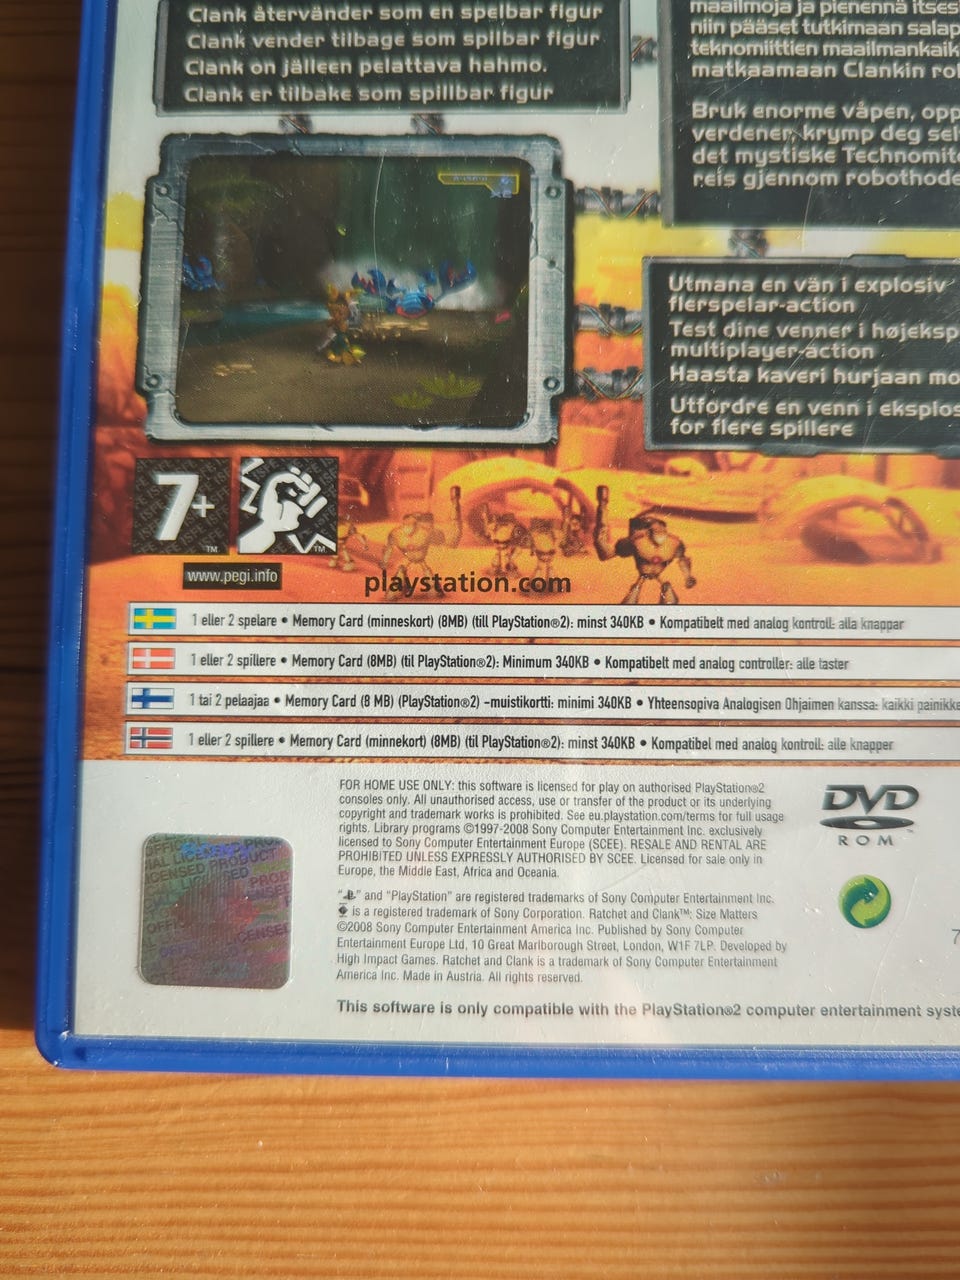 Clank återvänder som en spelbar figur
Clank vender tilbage som spilbar figur
Clank on jälleen pelattava hahmo.
Clank er tilbake som spillbar figur
maailmoja ja pienennä itses
niin pääset tutkimaan salap
teknomiittien maailmankaik
matkaamaan Clankin rol
Bruk enorme våpen, opp
verdener, krymp deg sel
det mystiske Technomite
reis gjennom robothode
Utmana en vän i explosiv
flerspelar-action
Test dine venner i højeksp
multiplayer-action
Haasta kaveri hurjaan mo
Utfordre en venn i eksplos
for flere spillere
7+
TM
TM
www.pegi.info
playstation.com
1 eller 2 spelare • Memory Card (minneskort) (8MB) (till PlayStation®2): minst 340KB • Kompatibelt med analog kontroll: alla knappar
1 eller 2 spillere • Memory Card (8MB) (til PlayStation®2): Minimum 340KB • Kompatibelt med analog controller: alle taster
1 tai 2 pelaajaa • Memory Card (8 MB) (PlayStation®2) -muistikortti: minimi 340KB • Yhteensopiva Analogisen Ohjaimen kanssa: kaikki painikke
1 eller 2 spillere • Memory Card (minnekort) (8MB) (til PlayStation®2): minst 340KB • Kompatibel med analog kontroll: alle knapper
FOR HOME USE ONLY: this software is licensed for play on authorised PlayStation®2
consoles only. All unauthorised access, use or transfer of the product or its underlying
copyright and trademark works is prohibited. See eu.playstation.com/terms for full usage
rights. Library programs ©1997-2008 Sony Computer Entertainment Inc. exclusively
licensed to Sony Computer Entertainment Europe (SCEE). RESALE AND RENTAL ARE
PROHIBITED UNLESS EXPRESSLY AUTHORISED BY SCEE. Licensed for sale only in
Europe, the Middle East, Africa and Oceania.
DVD
ROM
OFFICIAL LICENSED PRODUCT
" " and "PlayStation" are registered trademarks of Sony Computer Entertainment Inc.
is a registered trademark of Sony Corporation. Ratchet and Clank™: Size Matters
©2008 Sony Computer Entertainment America Inc. Published by Sony Computer
Entertainment Europe Ltd, 10 Great Marlborough Street, London, W1F 7LP. Developed by
High Impact Games. Ratchet and Clank is a trademark of Sony Computer Entertainment
America Inc. Made in Austria. All rights reserved.
7
This software is only compatible with the PlayStation®2 computer entertainment syste